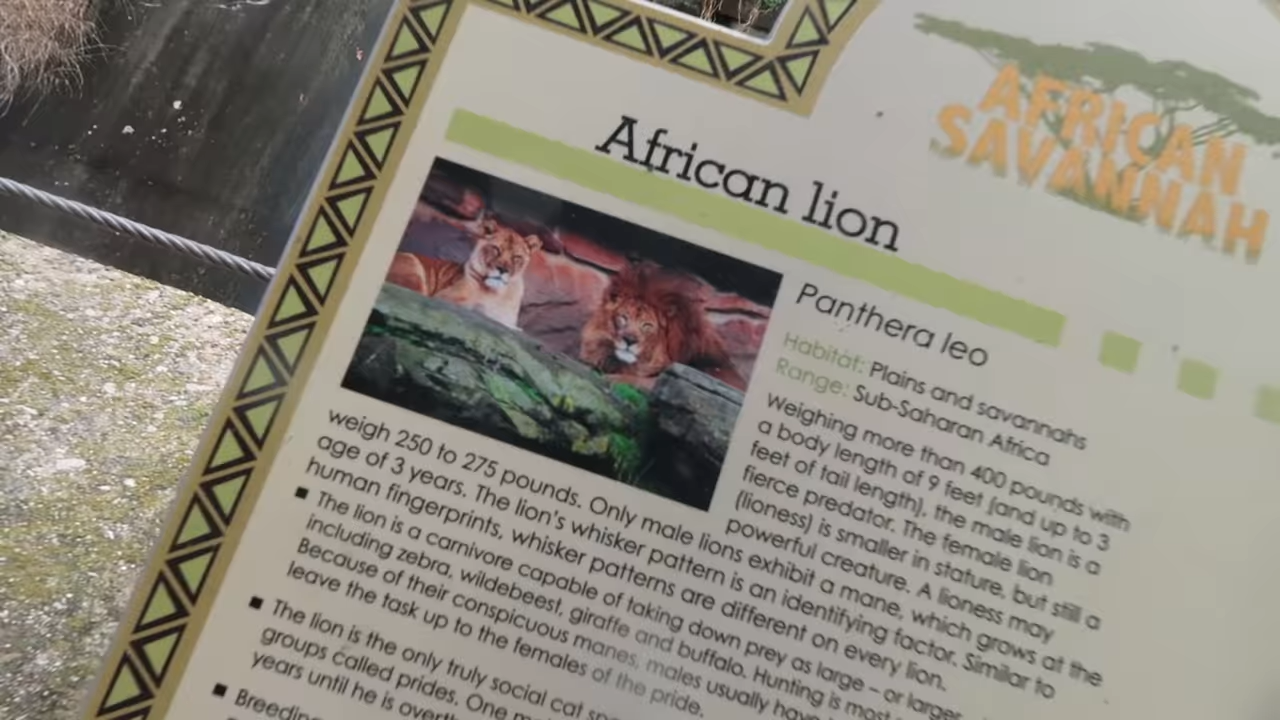 AFRICAN
SAVANNAH
African lion
Panthera leo
Habitat: Plains and savannahs
Range: Sub-Saharan Africa
Weighing more than 400 pounds with
a body length of 9 feet (and up to 3
feet of tail length), the male lion is a
fierce predator. The female lion
(lioness) is smaller in stature, but still a
powerful creature. A lioness may
weigh 250 to 275 pounds. Only male lions exhibit a mane, which grows at the
age of 3 years. The lion's whisker pattern is an identifying factor. Similar to
human fingerprints, whisker patterns are different on every lion.
■ The lion is a carnivore capable of taking down prey as large – or larger
including zebra, wildebeest, giraffe and buffalo. Hunting is most
Because of their conspicuous manes, males usually have
leave the task up to the females of the pride.
■ The lion is the only truly social cat
groups called prides. One
years until he is
■ Breeding